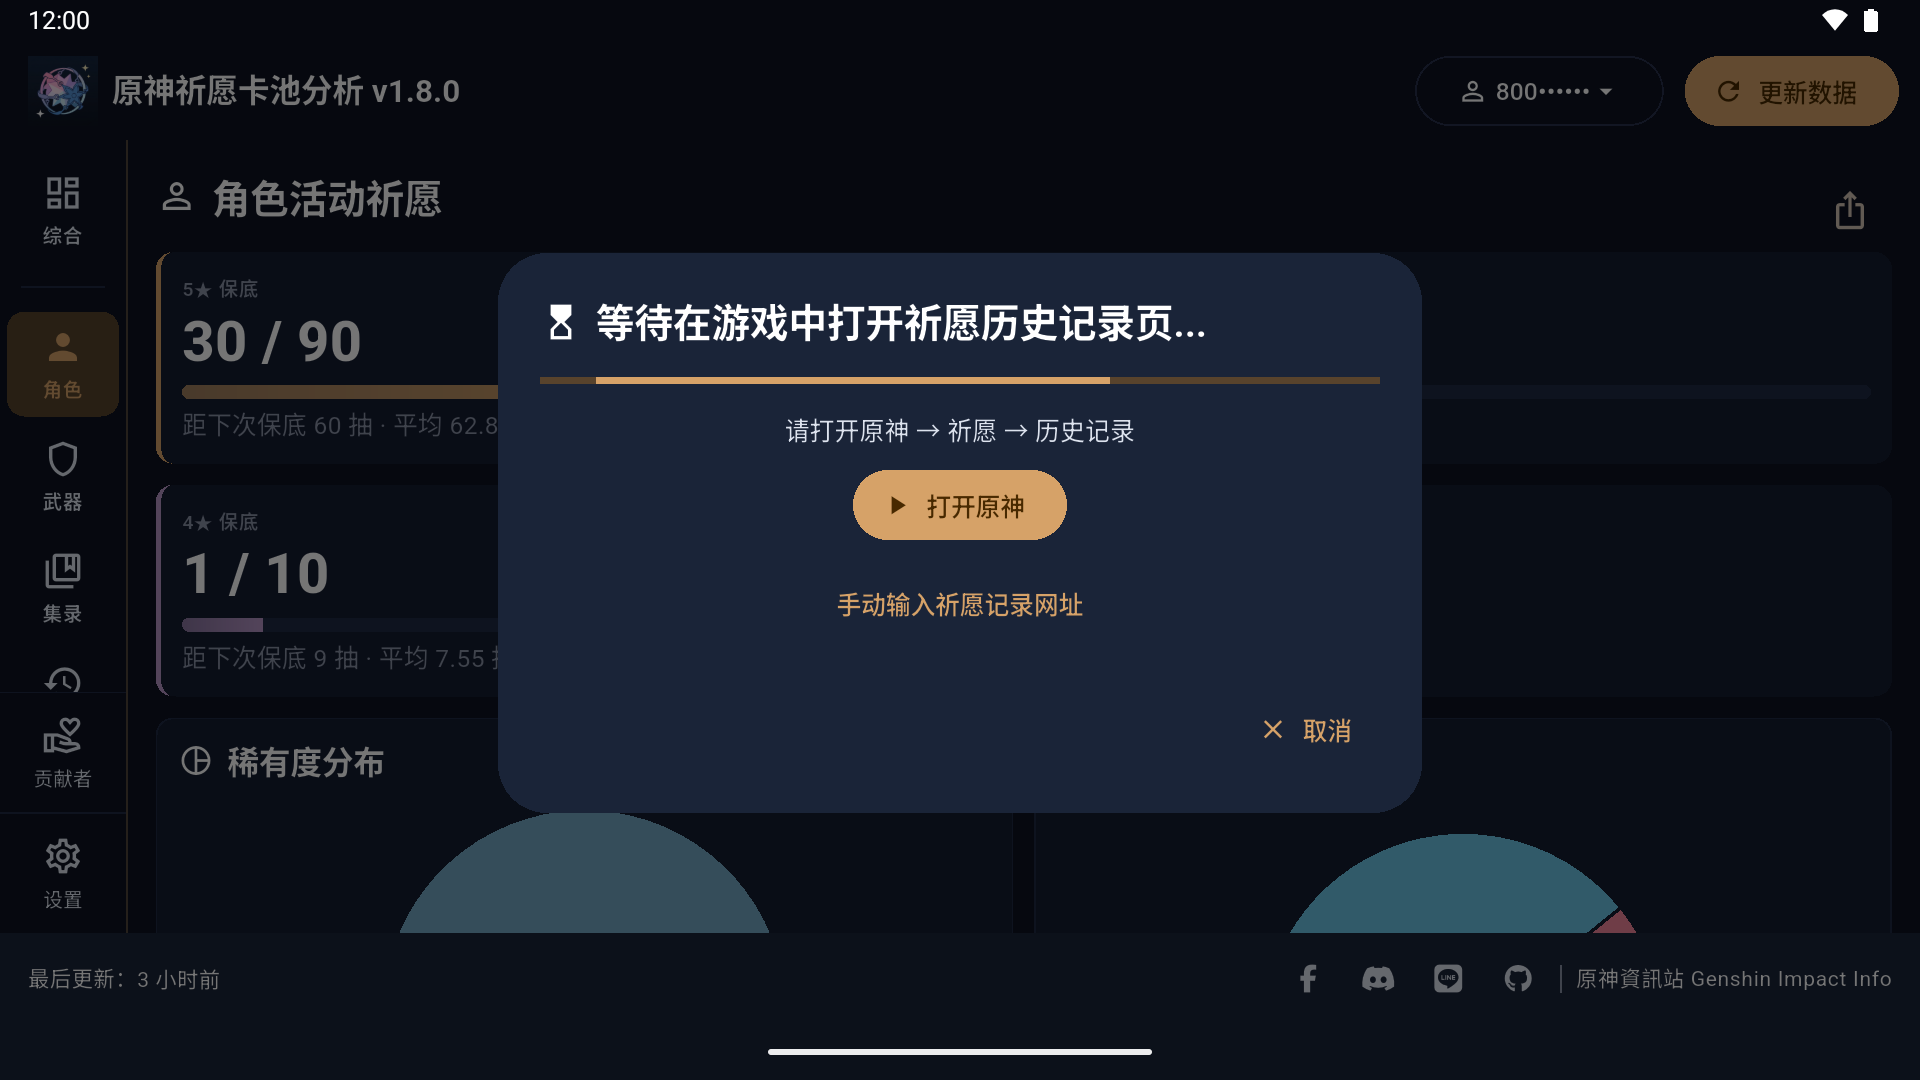 12:00
原神祈愿卡池分析 v1.8.0
800••••••
更新数据
综合
角色
武器
集录
贡献者
设置
角色活动祈愿
5★ 保底
30 / 90
距下次保底 60 抽 · 平均 62.8
4★ 保底
1 / 10
距下次保底 9 抽 · 平均 7.55
稀有度分布
等待在游戏中打开祈愿历史记录页...
请打开原神 → 祈愿 → 历史记录
打开原神
手动输入祈愿记录网址
取消
最后更新：3 小时前
LINE
原神資訊站 Genshin Impact Info